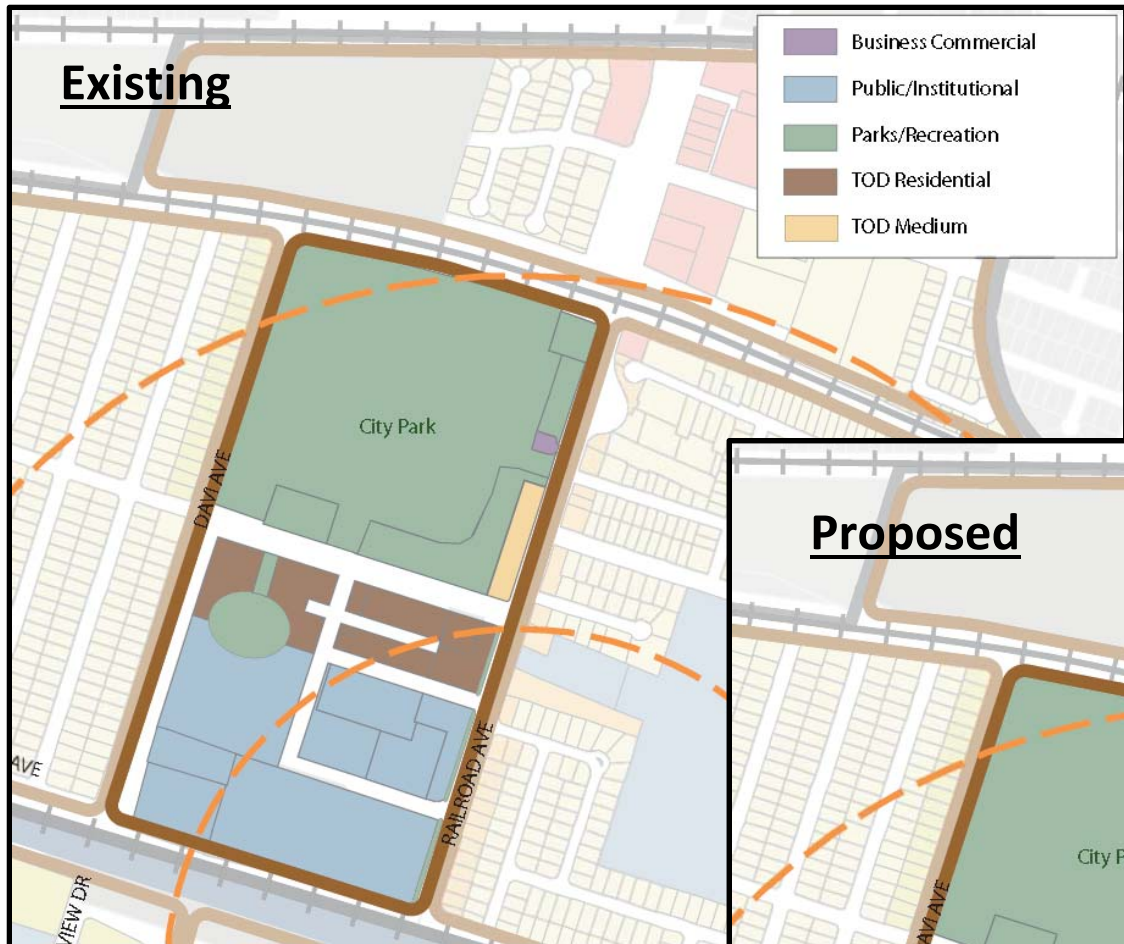 Existing
Business Commercial
Public/Institutional
Parks/Recreation
TOD Residential
TOD Medium
City Park
DAVI AVE
RAILROAD AVE
AVE
VIEW DR
Proposed
City P
AVI AVE